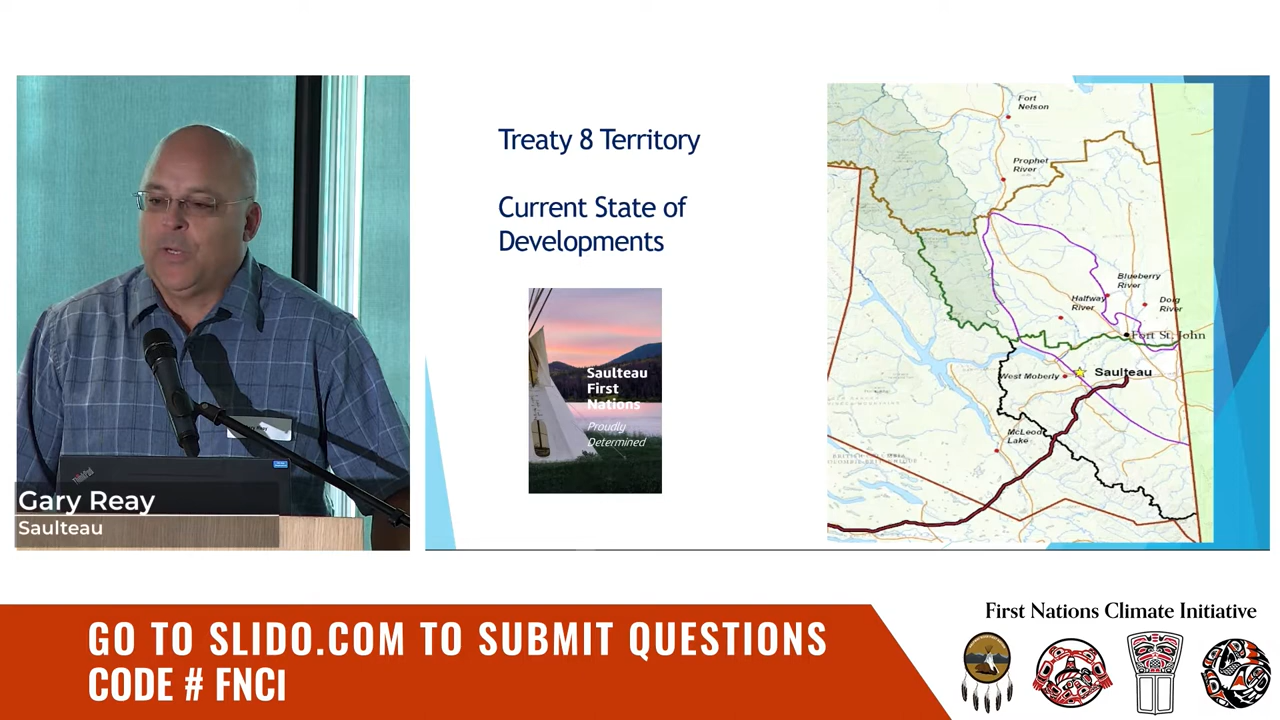 Treaty 8 Territory
Current State of
Developments
Saulteau
First
Nations
Proudly
Determined
Fort
Nelson
Prophet
River
Blueberry
River
Halfway
River
Doig
River
Fort St. John
West Moberly
Saulteau
McLeod
Lake
ThinkPad
Gary Reay
Saulteau
GO TO SLIDO.COM TO SUBMIT QUESTIONS
CODE # FNCI
First Nations Climate Initiative